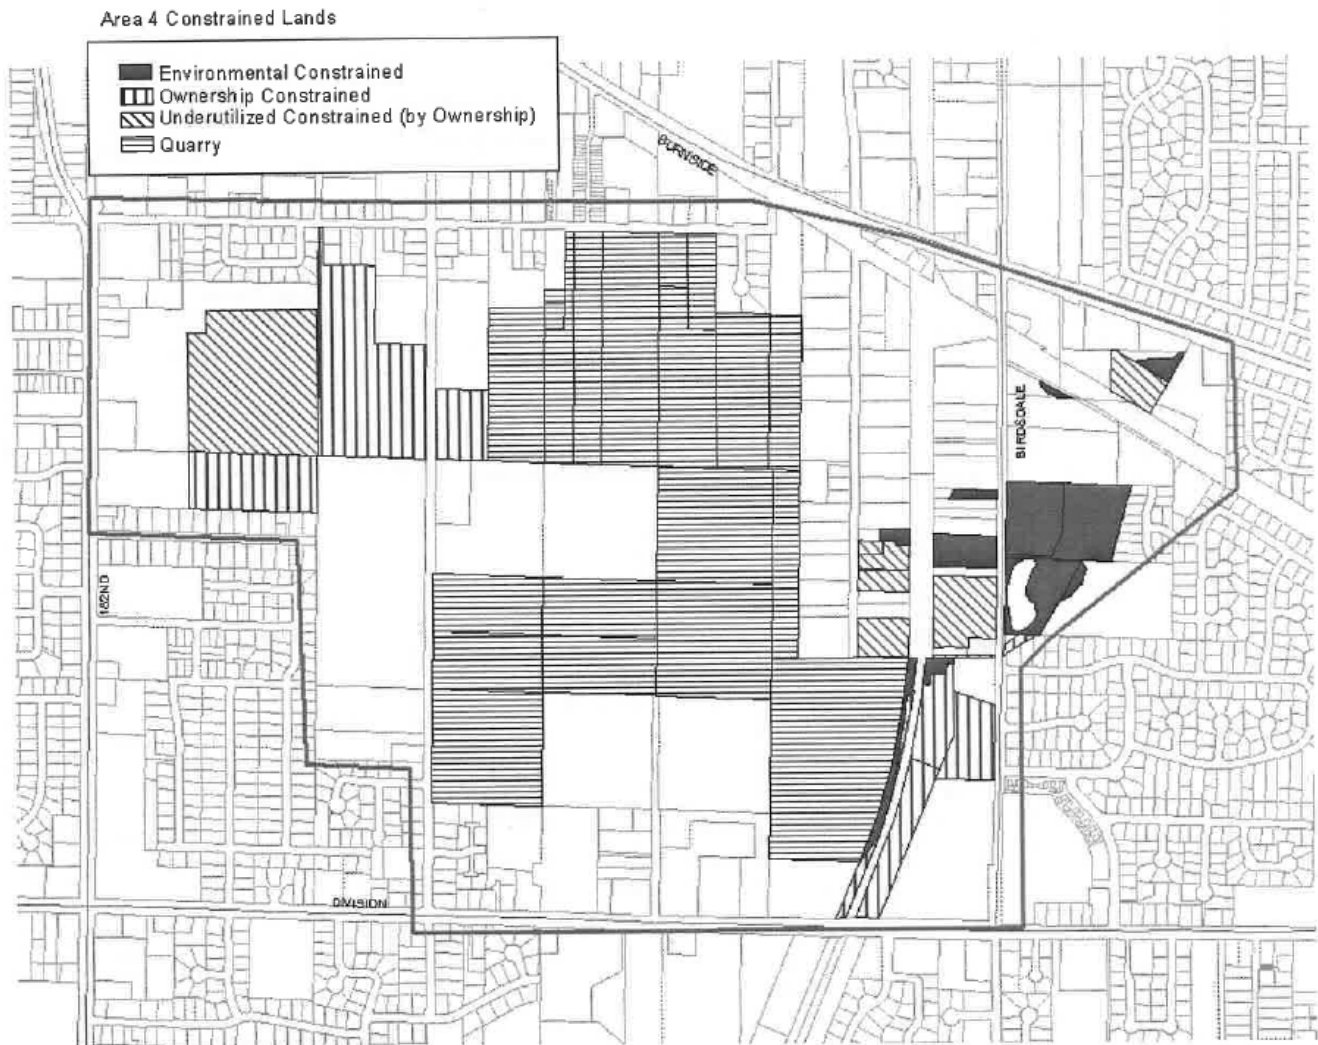 Area 4 Constrained Lands
Environmental Constrained
Ownership Constrained
Underutilized Constrained (by Ownership)
Quarry
BURNSIDE
BIRDSDALE
182ND
DIVISION